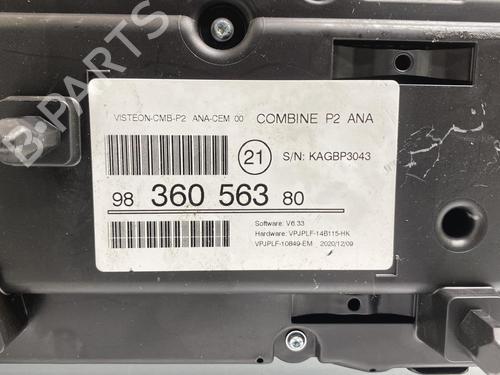 B-PARTS
VISTEON-CMB-P2 ANA-CEM 00 COMBINE P2 ANA
21 S/N: KAGBP3043
98 360 563 80
Software: V6.33
Hardware: VPJPLF-14B115-HK
VPJPLF-10849-EM 2020/12/09